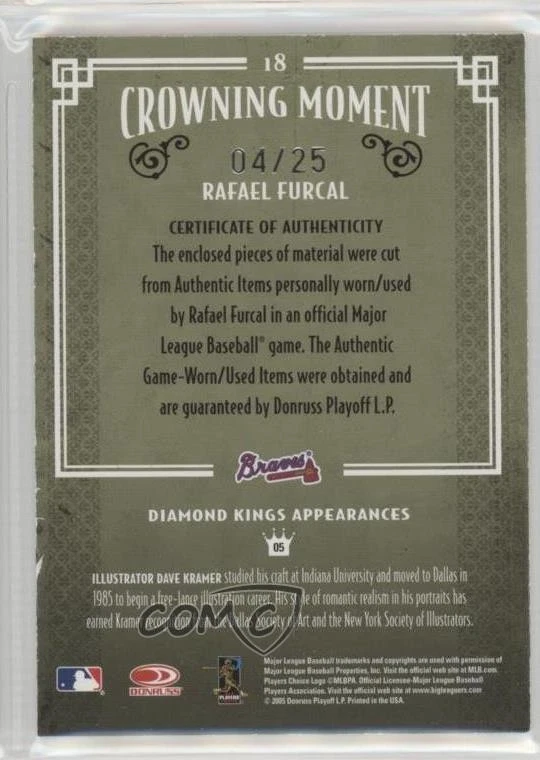 18
CROWNING MOMENT
04/25
RAFAEL FURCAL
CERTIFICATE OF AUTHENTICITY
The enclosed pieces of material were cut
from Authentic Items personally worn/used
by Rafael Furcal in an official Major
League Baseball® game. The Authentic
Game-Worn/Used Items were obtained and
are guaranteed by Donruss Playoff L.P.
Braves
DIAMOND KINGS APPEARANCES
05
ILLUSTRATOR DAVE KRAMER studied his craft at Indiana University and moved to Dallas in
1985 to begin a free-lance illustration career. His style of romantic realism in his portraits has
earned Kramer recognition Dallas Society of Art and the New York Society of Illustrators.
COMC
DONRUSS
PLAYERS
Major League Baseball trademarks and copyrights are used with permission of
Major League Baseball Properties, Inc. Visit the official web site at MLB.com.
Players Choice Logo ©MLBPA. Official Licensee-Major League Baseball
Players Association. Visit the official web site at www.bigleaguers.com
© 2005 Donruss Playoff L.P. Printed in the USA.